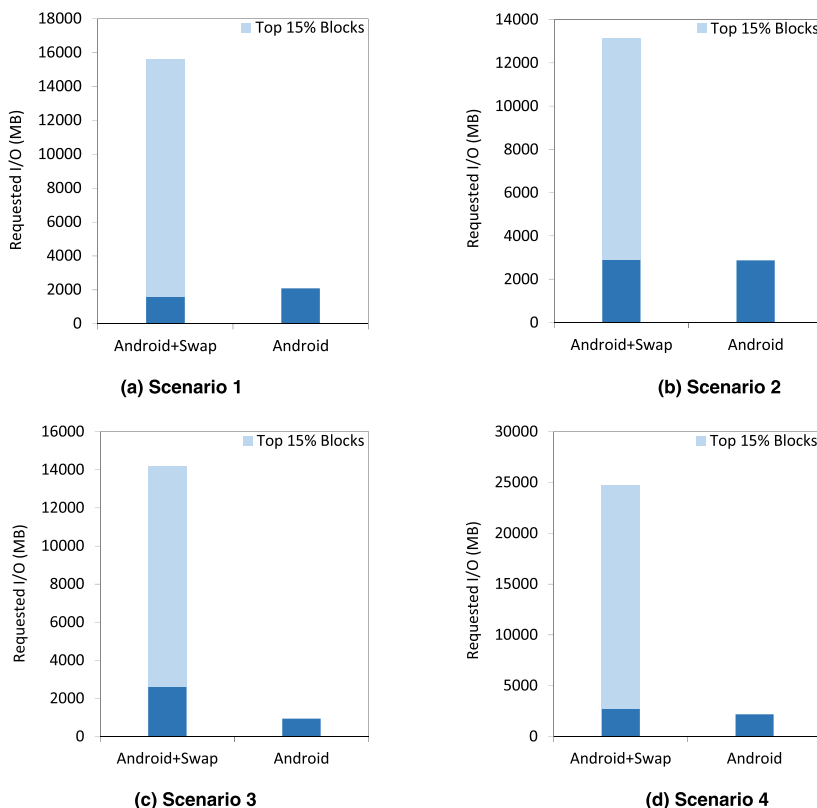 18000
16000
14000
12000
10000
8000
6000
4000
2000
0
Requested I/O (MB)
Top 15% Blocks
Android+Swap Android
(a) Scenario 1
14000
12000
10000
8000
6000
4000
2000
0
Requested I/O (MB)
Top 15% Blocks
Android+Swap Android
(b) Scenario 2
16000
14000
12000
10000
8000
6000
4000
2000
0
Requested I/O (MB)
Top 15% Blocks
Android+Swap Android
(c) Scenario 3
30000
25000
20000
15000
10000
5000
0
Requested I/O (MB)
Top 15% Blocks
Android+Swap Android
(d) Scenario 4